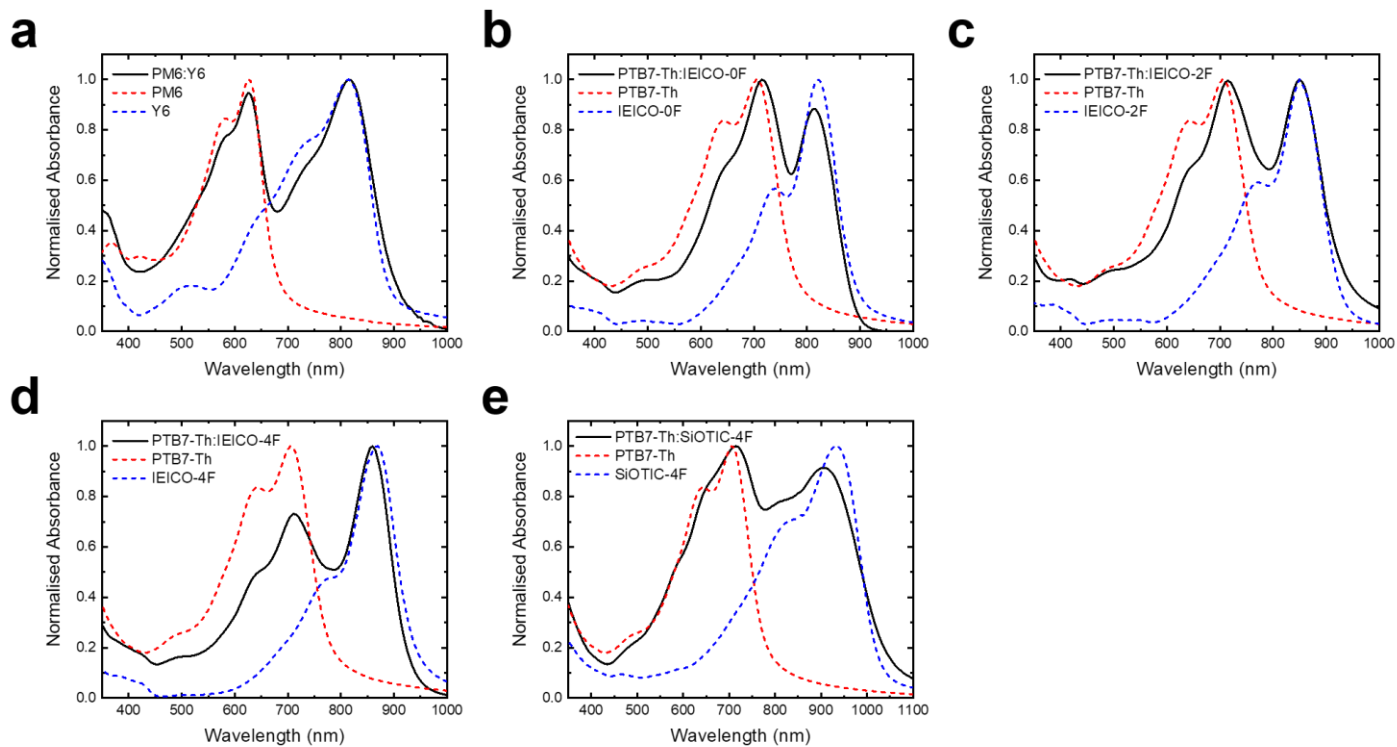 a
PM6:Y6
PM6
Y6
1.0
0.8
0.6
0.4
0.2
0.0
Normalised Absorbance
400 500 600 700 800 900 1000
Wavelength (nm)
b
PTB7-Th:IEICO-0F
PTB7-Th
IEICO-0F
1.0
0.8
0.6
0.4
0.2
0.0
Normalised Absorbance
400 500 600 700 800 900 1000
Wavelength (nm)
c
PTB7-Th:IEICO-2F
PTB7-Th
IEICO-2F
1.0
0.8
0.6
0.4
0.2
0.0
Normalised Absorbance
400 500 600 700 800 900 1000
Wavelength (nm)
d
PTB7-Th:IEICO-4F
PTB7-Th
IEICO-4F
1.0
0.8
0.6
0.4
0.2
0.0
Normalised Absorbance
400 500 600 700 800 900 1000
Wavelength (nm)
e
PTB7-Th:SiOTIC-4F
PTB7-Th
SiOTIC-4F
1.0
0.8
0.6
0.4
0.2
0.0
Normalised Absorbance
400 500 600 700 800 900 1000 1100
Wavelength (nm)